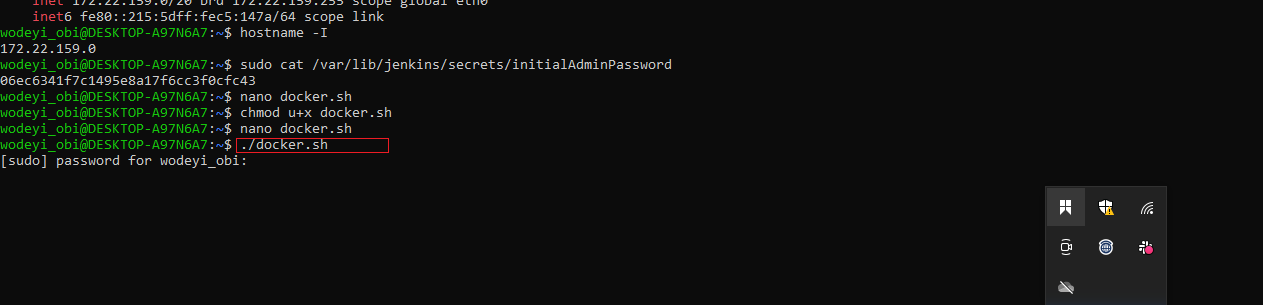 inet 172.22.159.0/20 brd 172.22.159.255 scope global eth0
inet6 fe80::215:5dff:fec5:147a/64 scope link
wodeyi_obi@DESKTOP-A97N6A7:~$ hostname -I
172.22.159.0
wodeyi_obi@DESKTOP-A97N6A7:~$ sudo cat /var/lib/jenkins/secrets/initialAdminPassword
06ec6341f7c1495e8a17f6cc3f0cfc43
wodeyi_obi@DESKTOP-A97N6A7:~$ nano docker.sh
wodeyi_obi@DESKTOP-A97N6A7:~$ chmod u+x docker.sh
wodeyi_obi@DESKTOP-A97N6A7:~$ nano docker.sh
wodeyi_obi@DESKTOP-A97N6A7:~$ ./docker.sh
[sudo] password for wodeyi_obi: